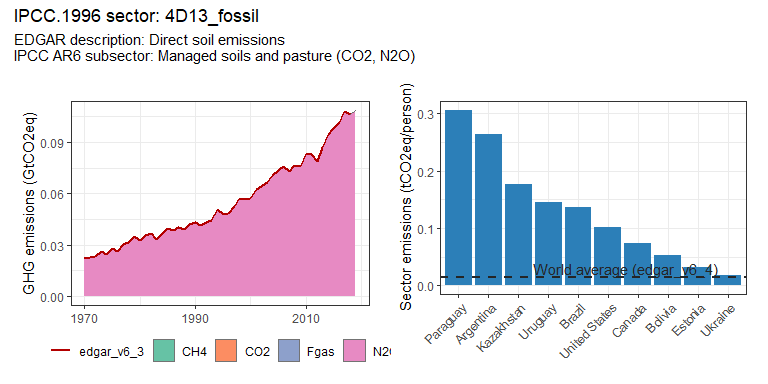 IPCC.1996 sector: 4D13_fossil
EDGAR description: Direct soil emissions
IPCC AR6 subsector: Managed soils and pasture (CO2, N2O)
GHG emissions (GtCO2eq)
0.09
0.06
0.03
0.00
1970
1990
2010
edgar_v6_3
CH4
CO2
Fgas
N2
Sector emissions (tCO2eq/person)
0.3
0.2
0.1
0.0
World average (edgar_v6_4)
Paraguay
Argentina
Kazakhstan
Uruguay
Brazil
United States
Canada
Bolivia
Estonia
Ukraine